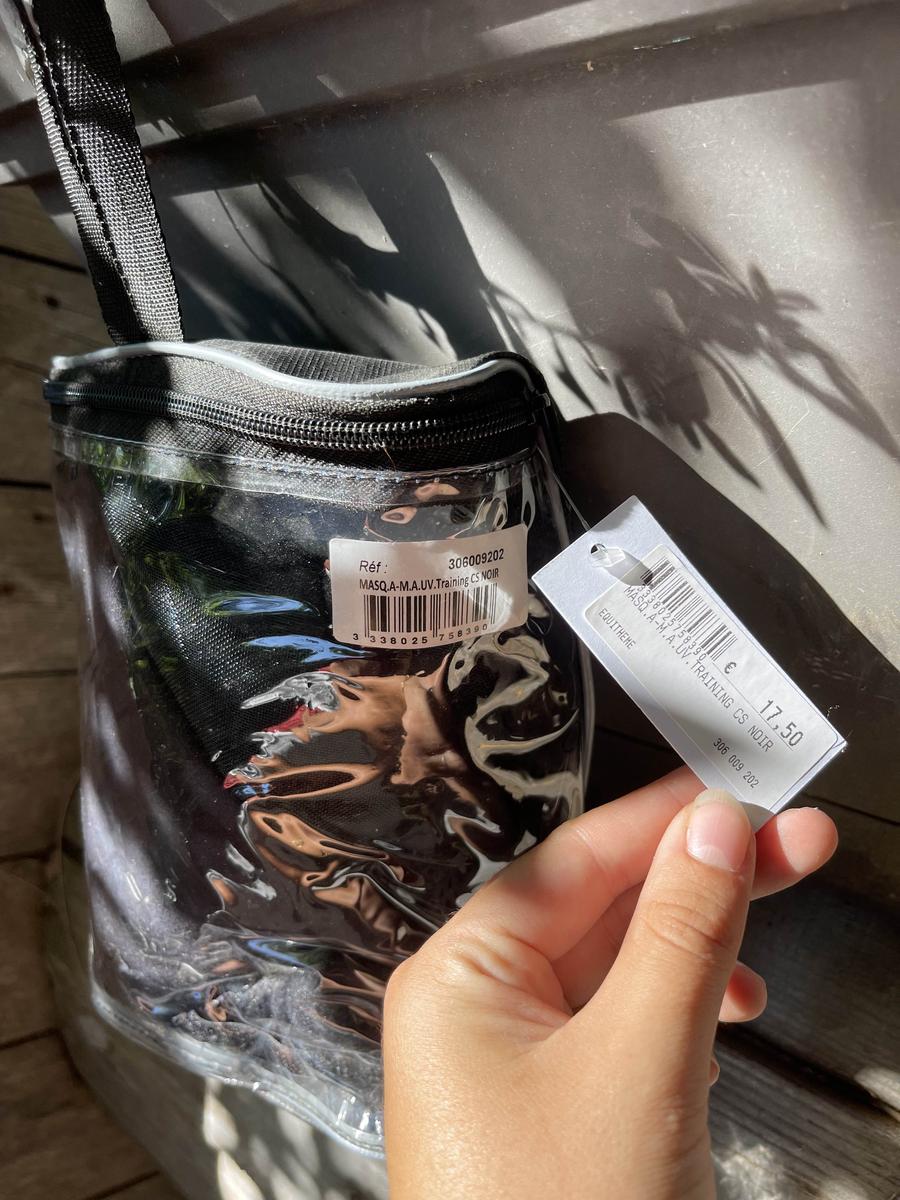 Réf : 306009202
MASQ.A-M.A.UV.Training CS NOIR
3 338025 758390
3338025758390
MASQ.A-M.A.UV.TRAINING CS NOIR
EQUITHEME
€ 17,50
306 009 202